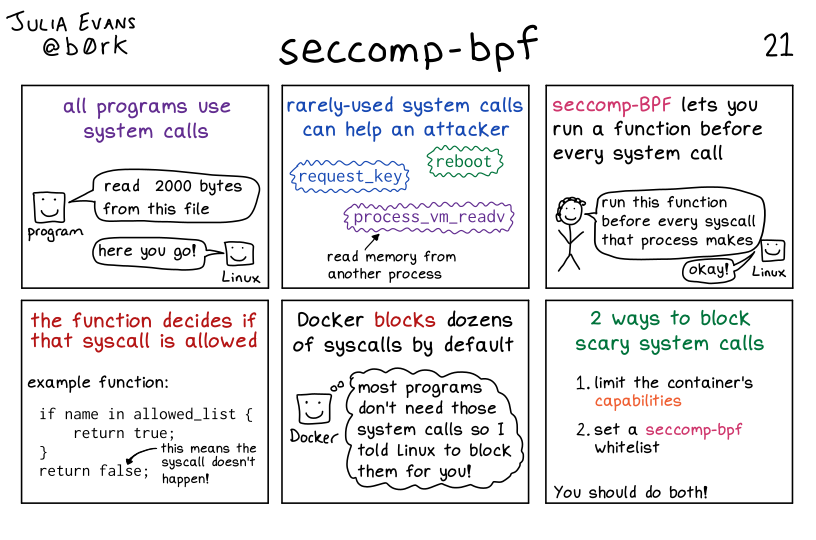 JULIA EVANS
@b0rk
seccomp-bpf
21
all programs use
system calls
read 2000 bytes
from this file
program
here you go!
Linux
rarely-used system calls
can help an attacker
reboot
request_key
process_vm_readv
read memory from
another process
seccomp-BPF lets you
run a function before
every system call
run this function
before every syscall
that process makes
okay!
Linux
the function decides if
that syscall is allowed
example function:
if name in allowed_list {
return true;
}
return false;
this means the
syscall doesn't
happen!
Docker blocks dozens
of syscalls by default
most programs
don't need those
system calls so I
told Linux to block
them for you!
Docker
2 ways to block
scary system calls
1. limit the container's
capabilities
2. set a seccomp-bpf
whitelist
You should do both!